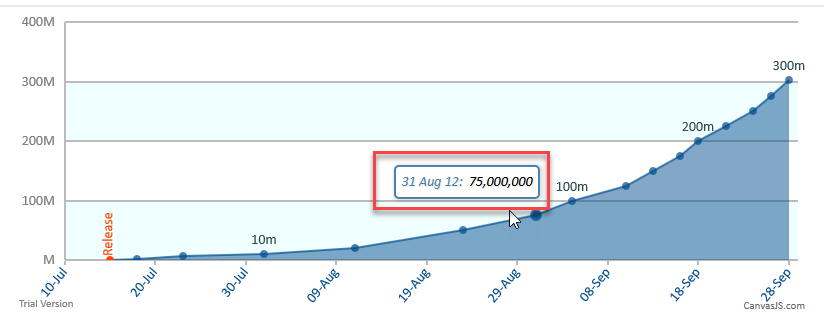 400M
300m
300M
200m
200M
31 Aug 12: 75,000,000
100m
100M
Release
10m
M
10-Jul
20-Jul
30-Jul
09-Aug
19-Aug
29-Aug
08-Sep
18-Sep
28-Sep
Trial Version
CanvasJS.com